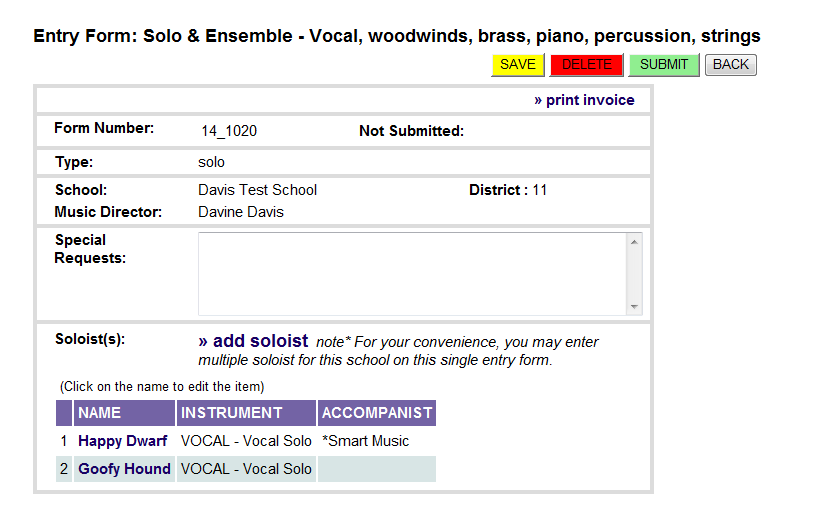 Entry Form: Solo & Ensemble - Vocal, woodwinds, brass, piano, percussion, strings
SAVE DELETE SUBMIT BACK
» print invoice
Form Number: 14_1020 Not Submitted:
Type: solo
School: Davis Test School District : 11
Music Director: Davine Davis
Special
Requests:
Soloist(s): » add soloist note* For your convenience, you may enter
multiple soloist for this school on this single entry form.
(Click on the name to edit the item)
NAME INSTRUMENT ACCOMPANIST
1 Happy Dwarf VOCAL - Vocal Solo *Smart Music
2 Goofy Hound VOCAL - Vocal Solo